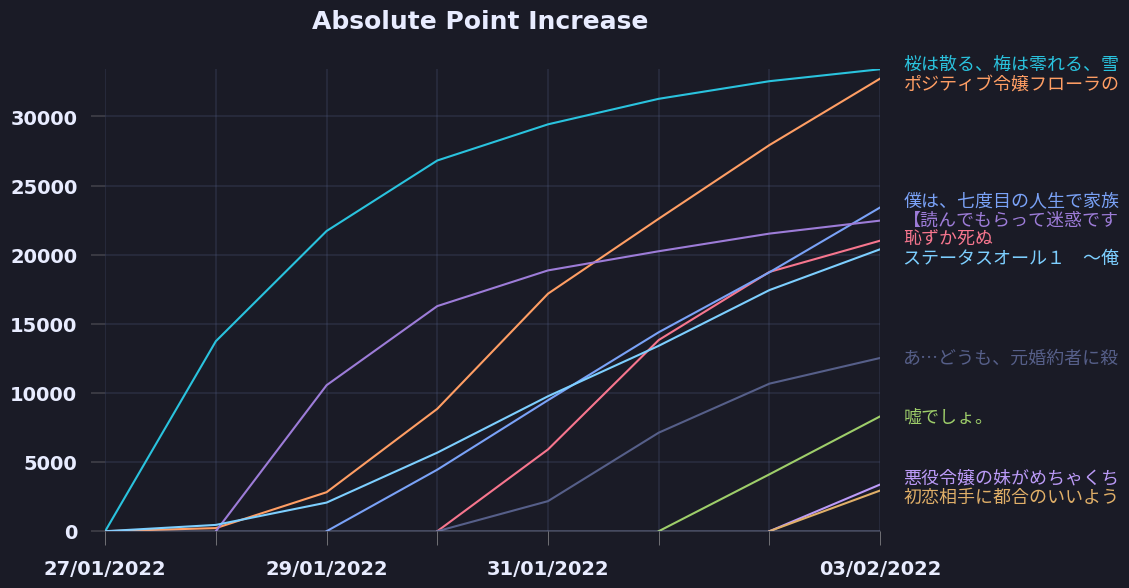 Absolute Point Increase
30000
25000
20000
15000
10000
5000
0
27/01/2022
29/01/2022
31/01/2022
03/02/2022
桜は散る、梅は零れる、雪
ポジティブ令嬢フローラの
僕は、七度目の人生で家族
【読んでもらって迷惑です
恥ずか死ぬ
ステータスオール１　〜俺
あ…どうも、元婚約者に殺
嘘でしょ。
悪役令嬢の妹がめちゃくち
初恋相手に都合のいいよう